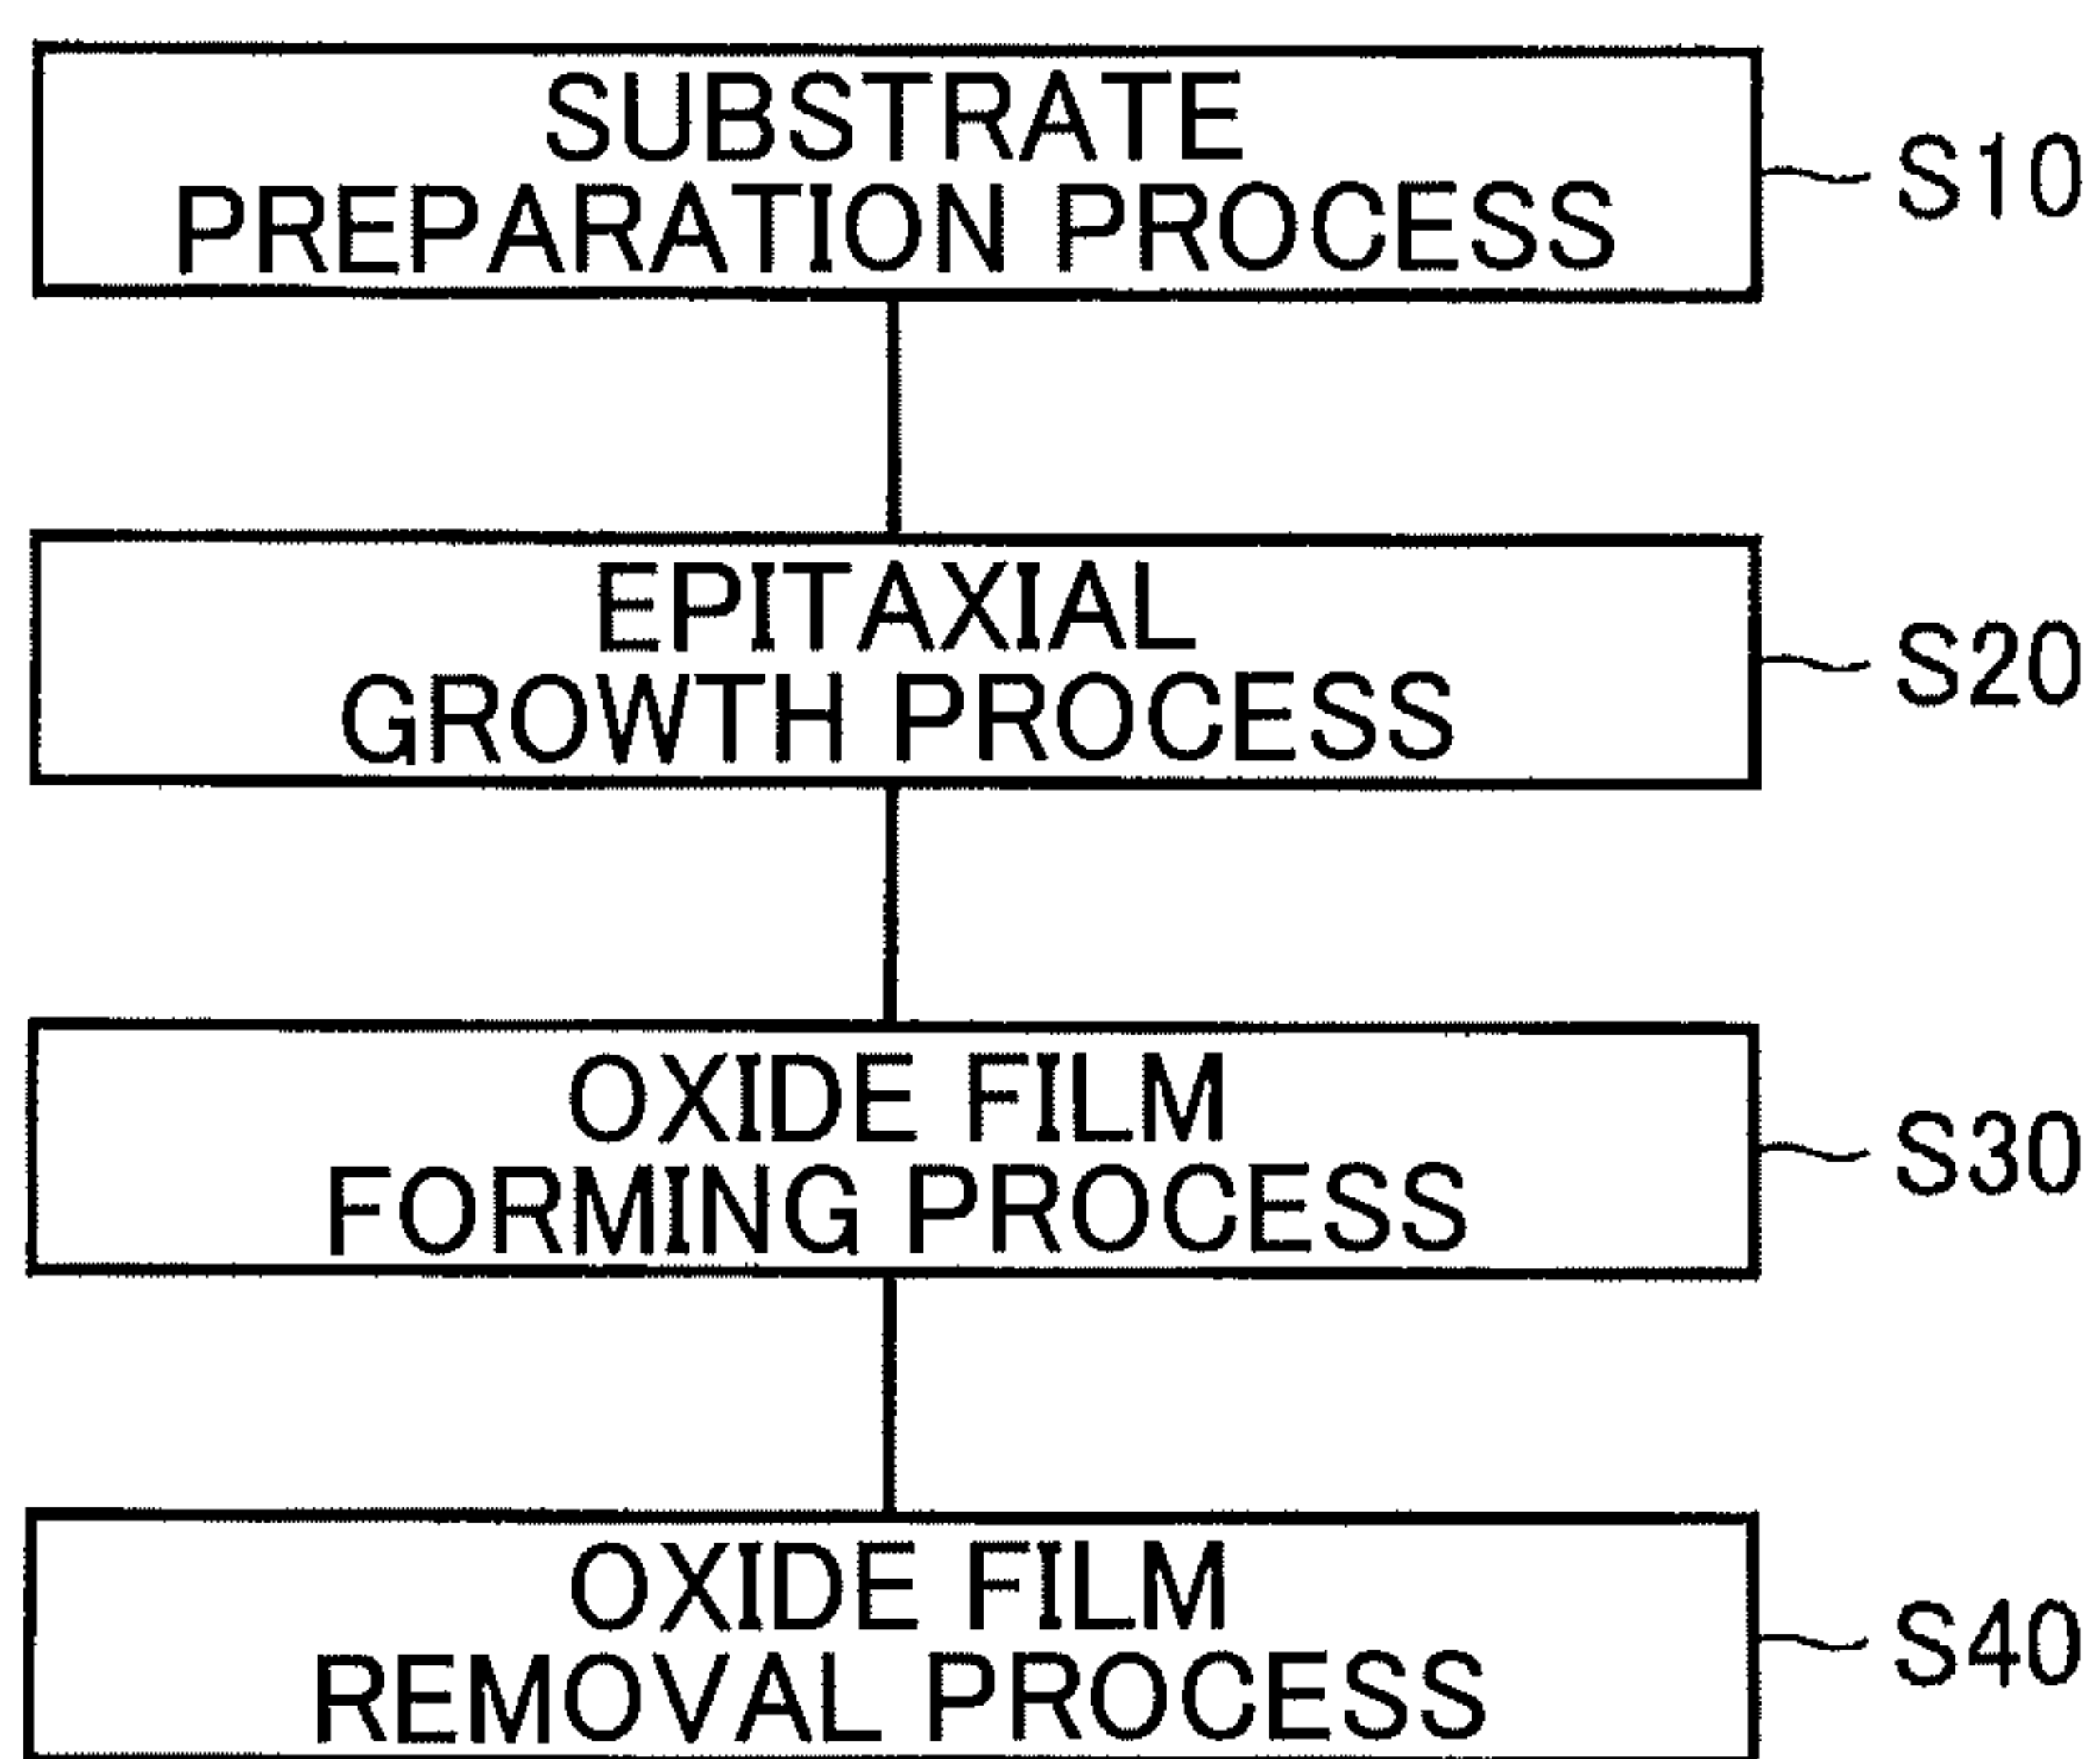 SUBSTRATE
PREPARATION PROCESS
S10
EPITAXIAL
GROWTH PROCESS
S20
OXIDE FILM
FORMING PROCESS
S30
OXIDE FILM
REMOVAL PROCESS
S40